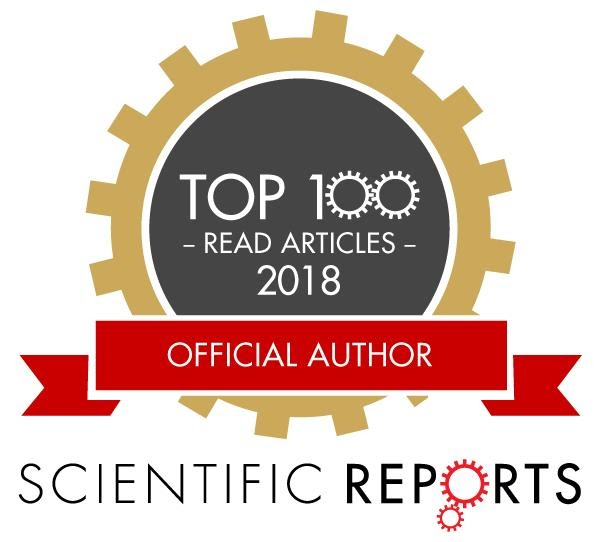 TOP 100
– READ ARTICLES –
2018
OFFICIAL AUTHOR
SCIENTIFIC REPORTS